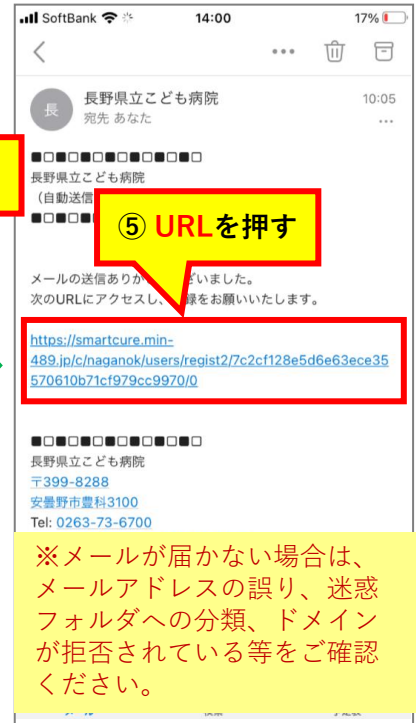 SoftBank 14:00 17%
長野県立こども病院 10:05
長
宛先 あなた
■□■□■□■□■□■□■□
長野県立こども病院
（自動送信
■□■□■
⑤ URLを押す
メールの送信ありが ざいました。
次のURLにアクセスし、 録をお願いいたします。
https://smartcure.min-
489.jp/c/naganok/users/regist2/7c2cf128e5d6e63ece35
570610b71cf979cc9970/0
■□■□■□■□■□■□■□
長野県立こども病院
〒399-8288
安曇野市豊科3100
Tel: 0263-73-6700
※メールが届かない場合は、
メールアドレスの誤り、迷惑
フォルダへの分類、ドメイン
が拒否されている等をご確認
ください。